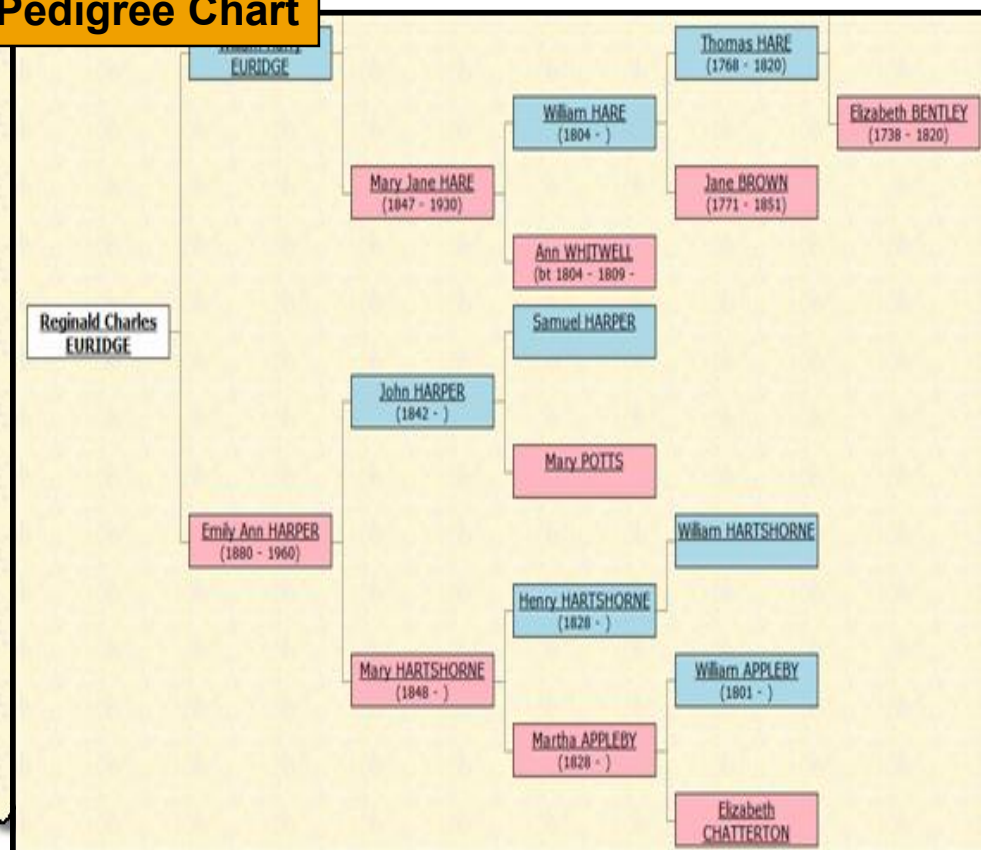 Pedigree Chart
EURIDGE
Thomas HARE
(1768 - 1820)
William HARE
(1804 - )
Elizabeth BENTLEY
(1738 - 1820)
Mary Jane HARE
(1847 - 1930)
Jane BROWN
(1771 - 1851)
Ann WHITWELL
(bt 1804 - 1809 -
Reginald Charles
EURIDGE
Samuel HARPER
John HARPER
(1842 - )
Mary POTTS
Emily Ann HARPER
(1880 - 1960)
William HARTSHORNE
Henry HARTSHORNE
(1828 - )
Mary HARTSHORNE
(1848 - )
William APPLEBY
(1801 - )
Martha APPLEBY
(1828 - )
Elizabeth
CHATTERTON